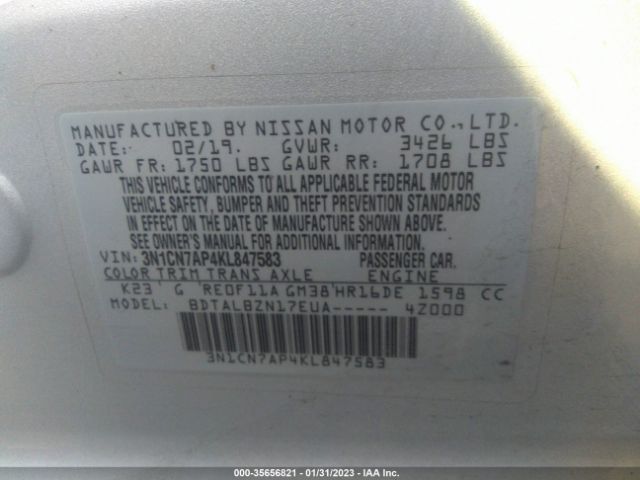 MANUFACTURED BY NISSAN MOTOR CO., LTD.
DATE: 02/19. GVWR: 3426 LBS
GAWR FR: 1750 LBS GAWR RR: 1708 LBS
THIS VEHICLE CONFORMS TO ALL APPLICABLE FEDERAL MOTOR
VEHICLE SAFETY, BUMPER AND THEFT PREVENTION STANDARDS
IN EFFECT ON THE DATE OF MANUFACTURE SHOWN ABOVE.
SEE OWNER'S MANUAL FOR ADDITIONAL INFORMATION.
VIN: 3N1CN7AP4KL847583 PASSENGER CAR.
COLOR TRIM TRANS AXLE ENGINE
K23 G RE0F11A GM38 HR16DE 1598 CC
MODEL: BDTALBZN17EUA----- 4Z000
3N1CN7AP4KL847583
000-35656821 - 01/31/2023 - IAA Inc.